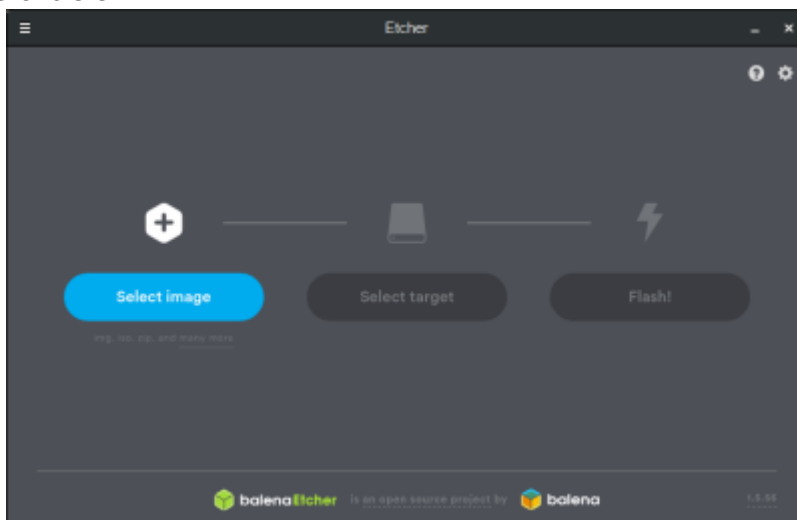 Etcher
Select image
Select target
Flash!
img, iso, zip, and many more
balenaEtcher is an open source project by balena